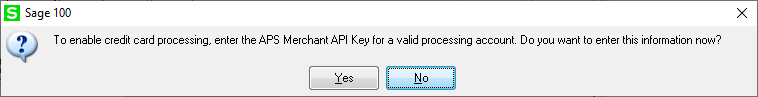 Sage 100
To enable credit card processing, enter the APS Merchant API Key for a valid processing account. Do you want to enter this information now?
Yes
No